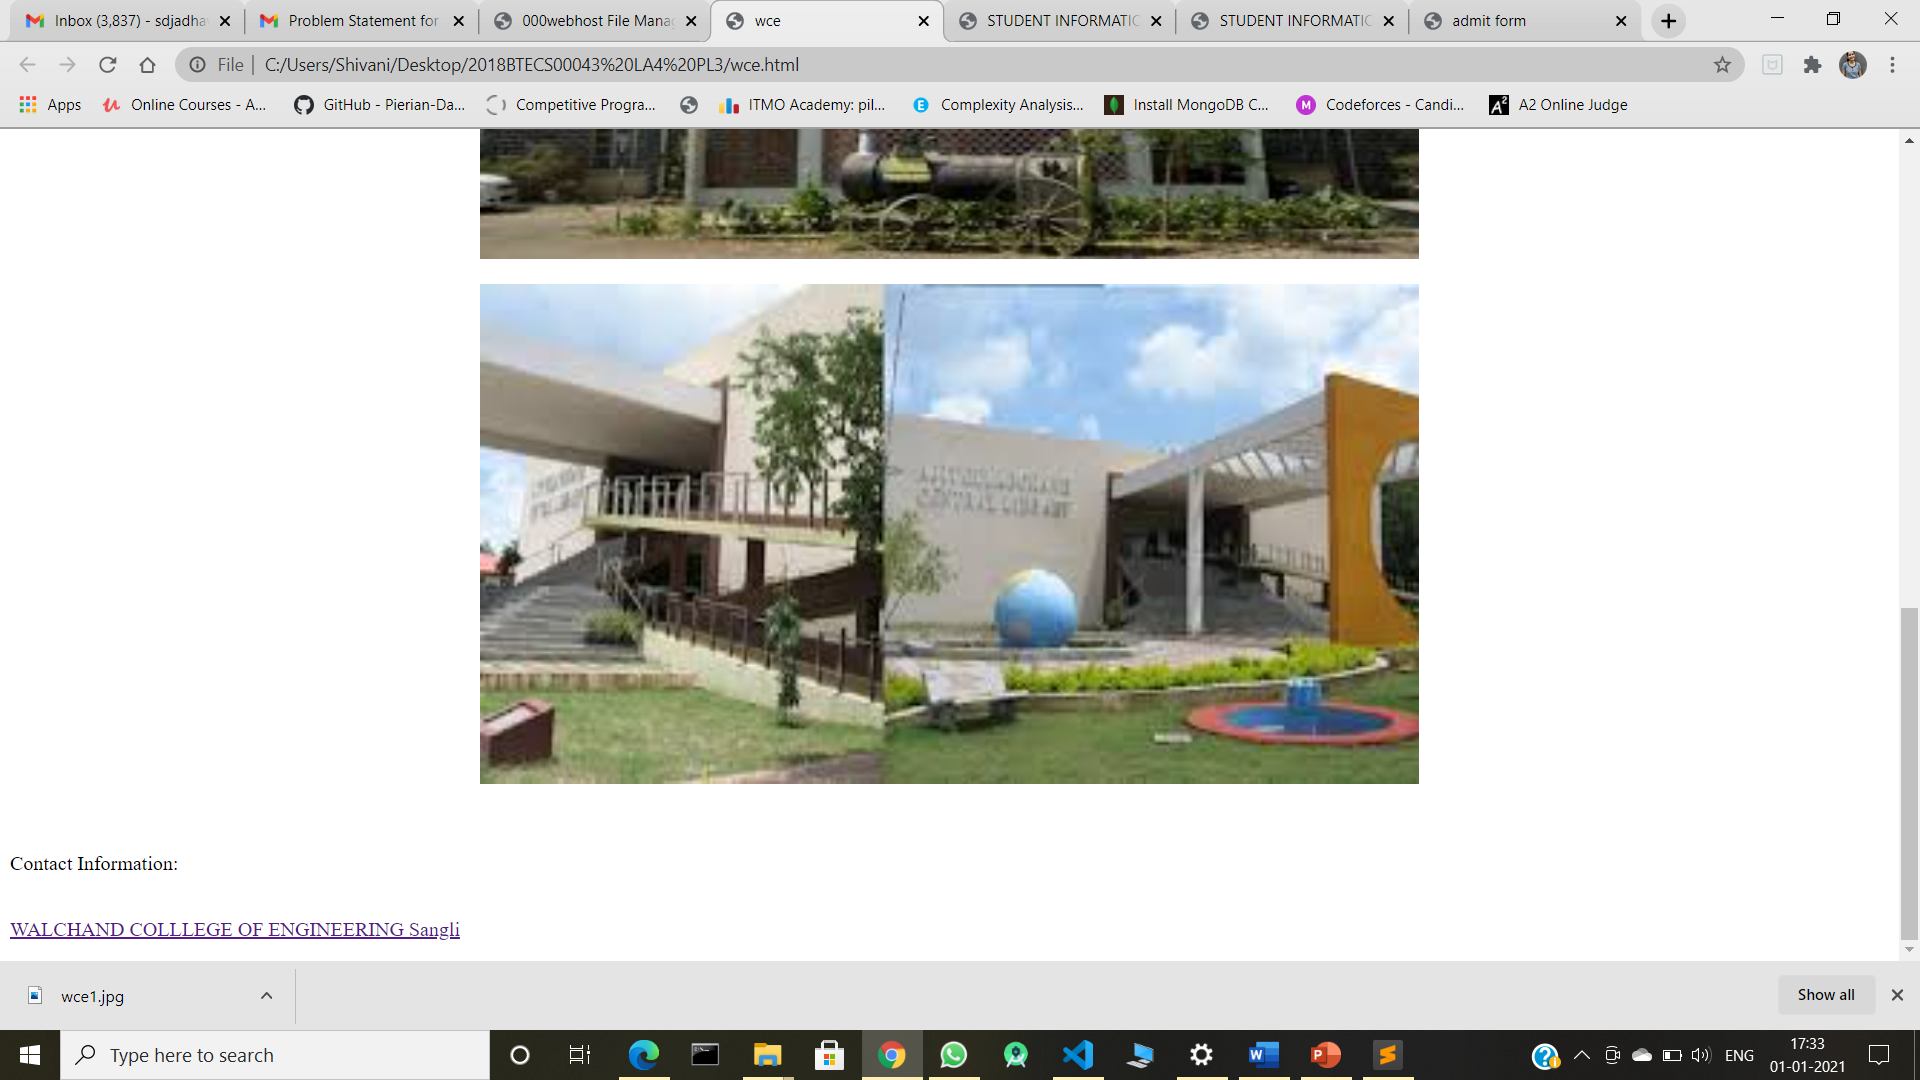 Inbox (3,837) - sdjadha
Problem Statement for
000webhost File Mana
wce
STUDENT INFORMATIC
STUDENT INFORMATIC
admit form
File | C:/Users/Shivani/Desktop/2018BTECS00043%20LA4%20PL3/wce.html
Apps
Online Courses - A...
GitHub - Pierian-Da...
Competitive Progra...
ITMO Academy: pil...
Complexity Analysis...
Install MongoDB C...
M
Codeforces - Candi...
A2 Online Judge
CENTRAL LIBRARY
Contact Information:
WALCHAND COLLLEGE OF ENGINEERING Sangli
wce1.jpg
Show all
Type here to search
ENG
17:33
01-01-2021